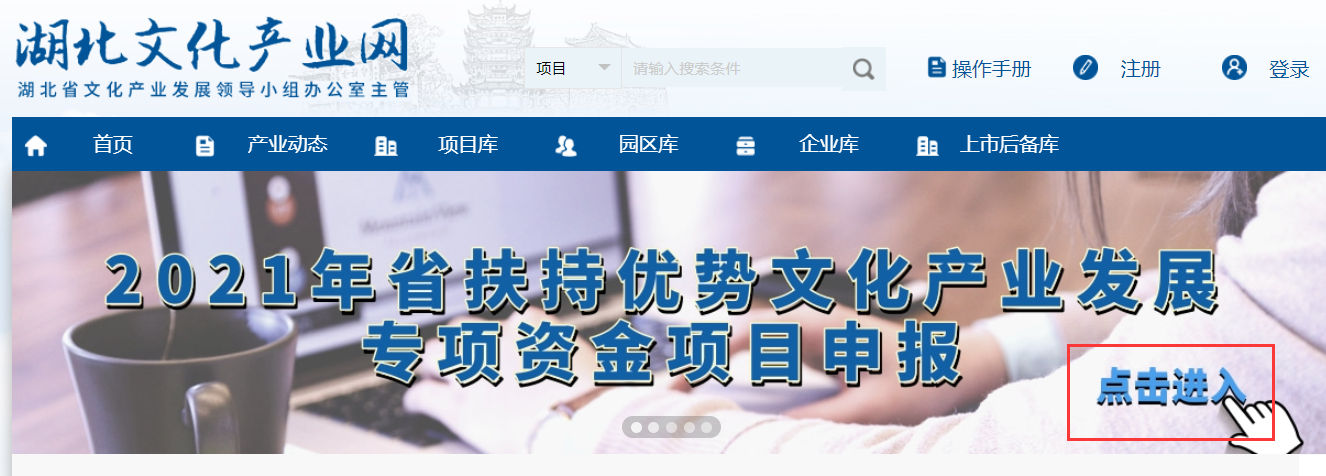 湖北文化产业网
湖北省文化产业发展领导小组办公室主管
项目
请输入搜索条件
操作手册
注册
登录
首页
产业动态
项目库
园区库
企业库
上市后备库
2021年省扶持优势文化产业发展
专项资金项目申报
点击进入